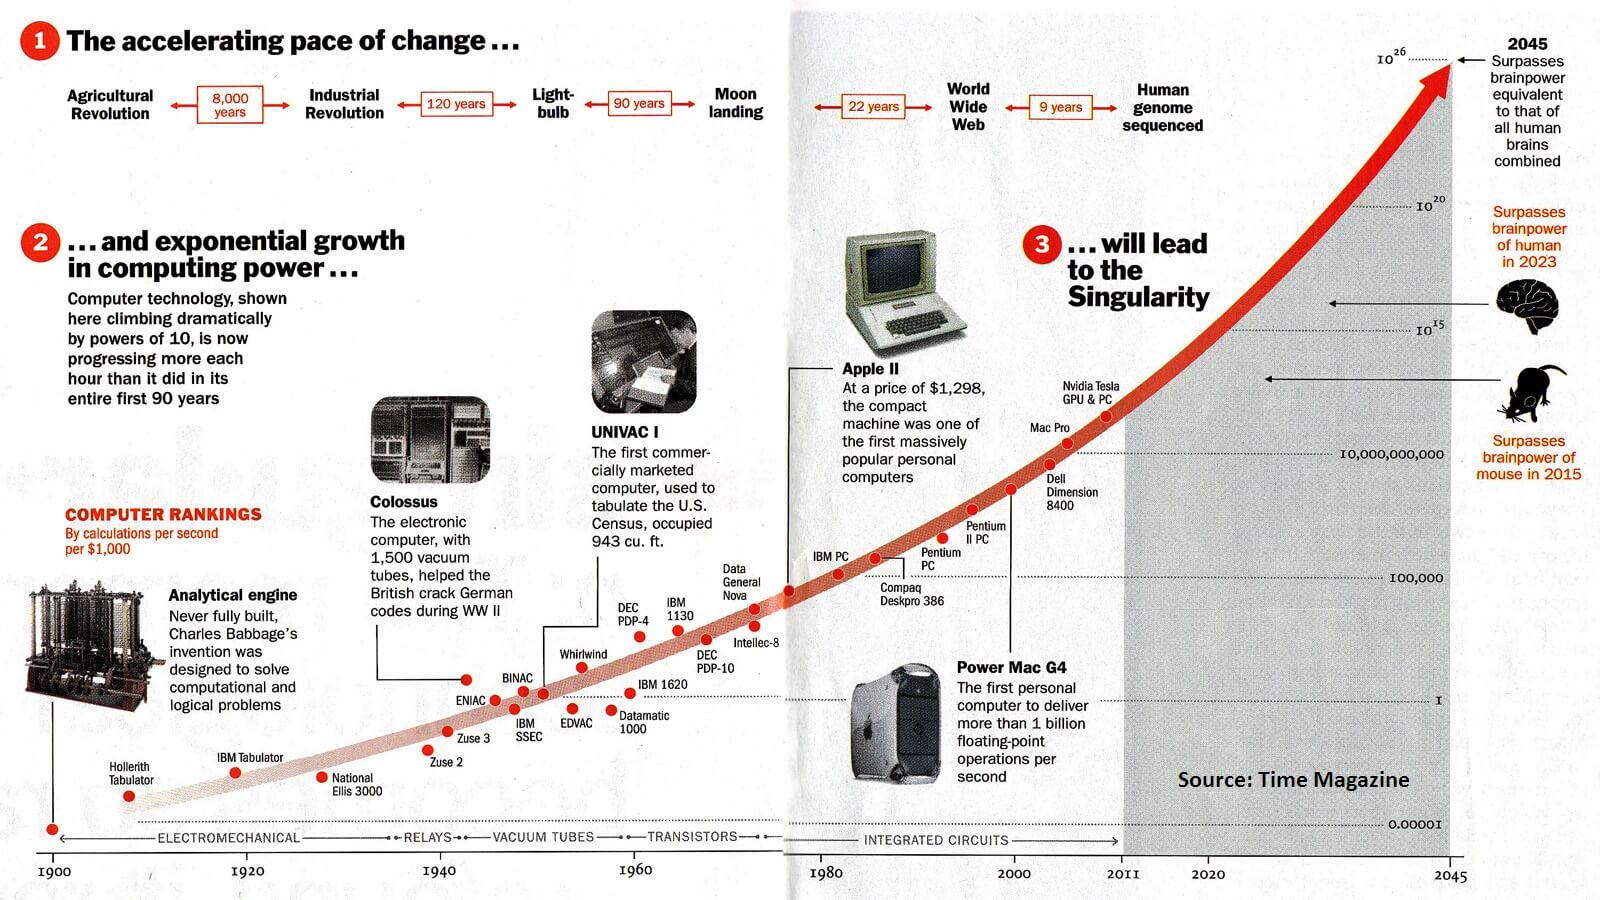 1 The accelerating pace of change...
Agricultural
Revolution
8,000
years
Industrial
Revolution
120 years
Light-
bulb
90 years
Moon
landing
22 years
World
Wide
Web
9 years
Human
genome
sequenced
2 ...and exponential growth
in computing power...
Computer technology, shown
here climbing dramatically
by powers of 10, is now
progressing more each
hour than it did in its
entire first 90 years
COMPUTER RANKINGS
By calculations per second
per $1,000
Analytical engine
Never fully built,
Charles Babbage's
invention was
designed to solve
computational and
logical problems
Colossus
The electronic
computer, with
1,500 vacuum
tubes, helped the
British crack German
codes during WW II
UNIVAC I
The first commer-
cially marketed
computer, used to
tabulate the U.S.
Census, occupied
943 cu. ft.
Apple II
At a price of $1,298,
the compact
machine was one of
the first massively
popular personal
computers
Power Mac G4
The first personal
computer to deliver
more than 1 billion
floating-point
operations per
second
3 ...will lead
to the
Singularity
Hollerith
Tabulator
IBM Tabulator
National
Ellis 3000
Zuse 2
Zuse 3
ENIAC
BINAC
IBM
SSEC
EDVAC
Whirlwind
Datamatic
1000
IBM 1620
DEC
PDP-4
IBM
1130
DEC
PDP-10
Data
General
Nova
Intellec-8
IBM PC
Compaq
Deskpro 386
Pentium
PC
Pentium
II PC
Dell
Dimension
8400
Mac Pro
Nvidia Tesla
GPU & PC
10^26
10^20
10^15
10,000,000,000
100,000
1
0.00001
2045
Surpasses
brainpower
equivalent
to that of
all human
brains
combined
Surpasses
brainpower
of human
in 2023
Surpasses
brainpower of
mouse in 2015
Source: Time Magazine
ELECTROMECHANICAL
RELAYS
VACUUM TUBES
TRANSISTORS
INTEGRATED CIRCUITS
1900
1920
1940
1960
1980
2000
2011
2020
2045